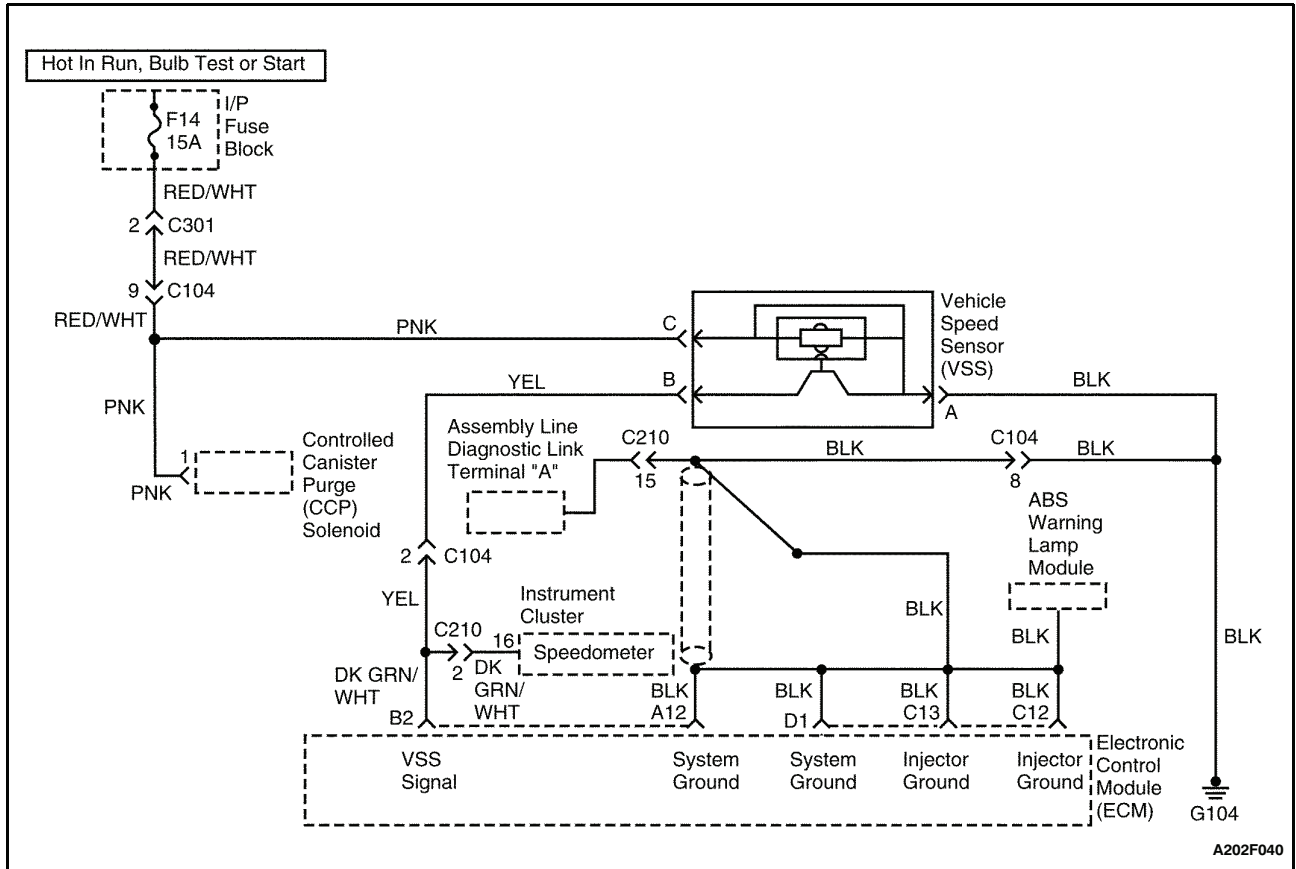 Hot In Run, Bulb Test or Start
F14
15A
I/P
Fuse
Block
RED/WHT
2
C301
RED/WHT
9
C104
RED/WHT
PNK
C
Vehicle
Speed
Sensor
(VSS)
YEL
B
A
BLK
PNK
1
PNK
Controlled
Canister
Purge
(CCP)
Solenoid
Assembly Line
Diagnostic Link
Terminal "A"
C210
15
BLK
C104
8
BLK
ABS
Warning
Lamp
Module
2
C104
YEL
Instrument
Cluster
C210
2
16
Speedometer
DK GRN/
WHT
DK
GRN/
WHT
BLK
BLK
BLK
B2
BLK
A12
BLK
D1
BLK
C13
BLK
C12
VSS
Signal
System
Ground
System
Ground
Injector
Ground
Injector
Ground
Electronic
Control
Module
(ECM)
G104
A202F040